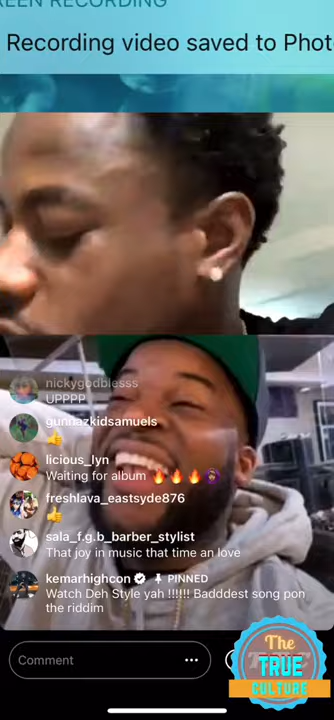 REEN RECORDING
Recording video saved to Phot
nickygodblesss
UPPPP
gunnazkidsamuels
👍
licious_lyn
Waiting for album 🔥🔥🔥
freshlava_eastsyde876
👍
sala_f.g.b_barber_stylist
That joy in music that time an love
kemarhighcon PINNED
Watch Deh Style yah !!!!!! Badddest song pon
the riddim
Comment
The
TRUE
CULTURE